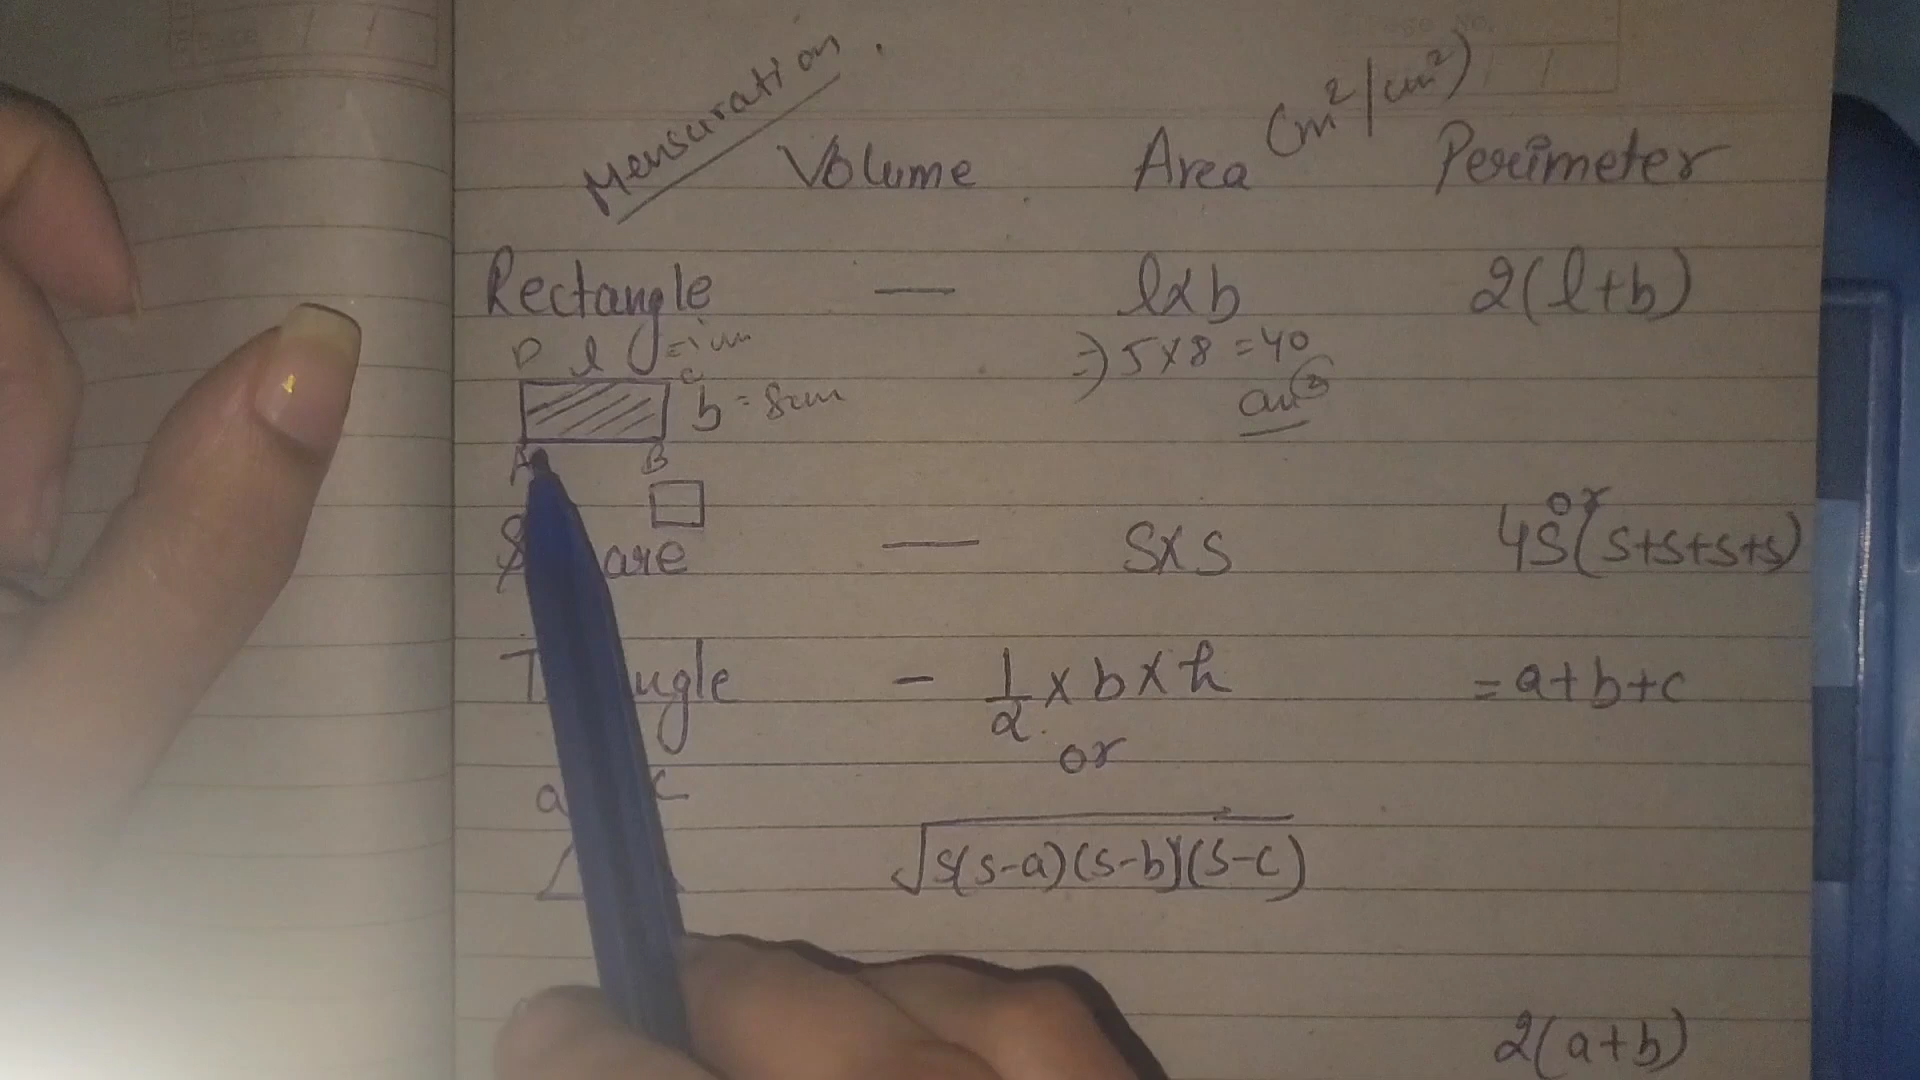 Mensuration.
Volume Area (m²/cm²) Perimeter
Rectangle — l×b 2(l+b)
D l C
b = 8cm
⇒ 5×8 = 40
cm²
A B
are — S×S 4S or (s+s+s+s)
- 1/2 × b × h = a+b+c
or
a c
√s(s-a)(s-b)(s-c)
2(a+b)